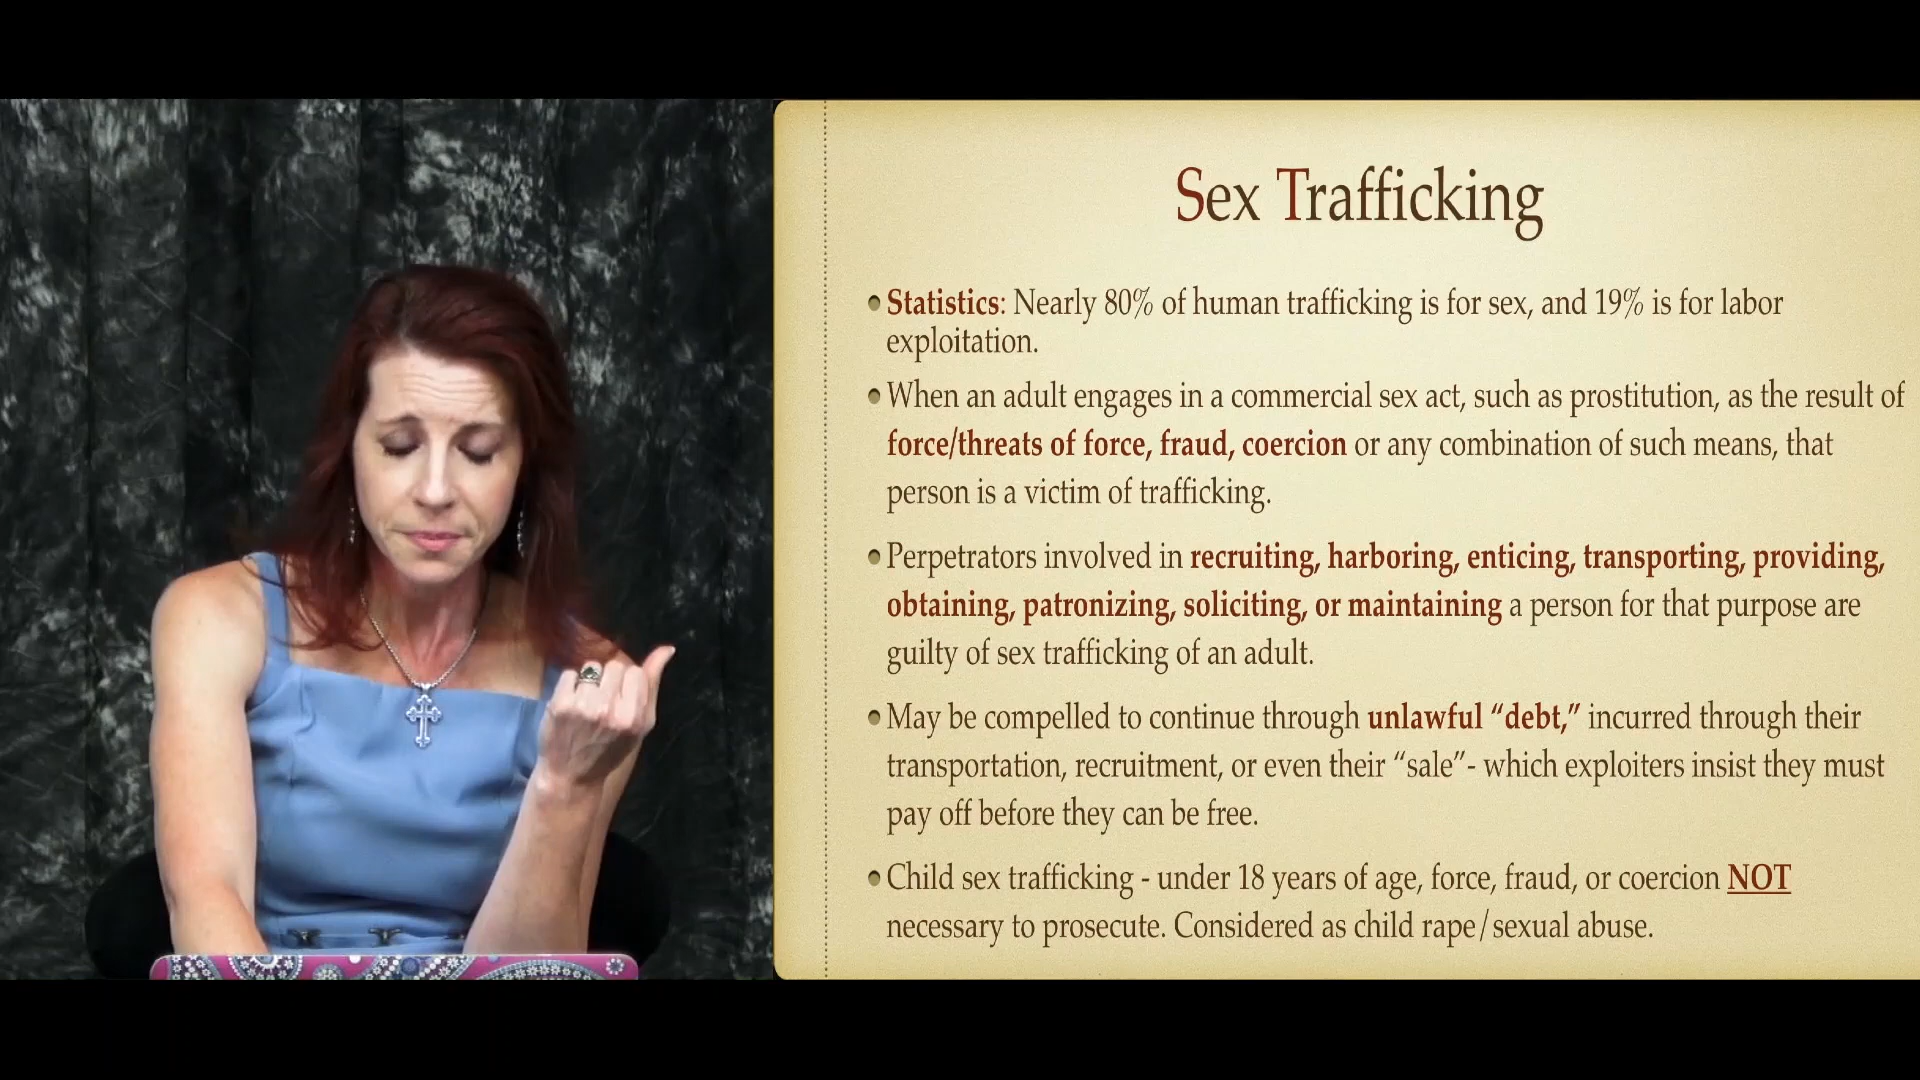 Sex Trafficking
Statistics: Nearly 80% of human trafficking is for sex, and 19% is for labor
exploitation.
When an adult engages in a commercial sex act, such as prostitution, as the result of
force/threats of force, fraud, coercion or any combination of such means, that
person is a victim of trafficking.
Perpetrators involved in recruiting, harboring, enticing, transporting, providing,
obtaining, patronizing, soliciting, or maintaining a person for that purpose are
guilty of sex trafficking of an adult.
May be compelled to continue through unlawful “debt,” incurred through their
transportation, recruitment, or even their “sale”- which exploiters insist they must
pay off before they can be free.
Child sex trafficking - under 18 years of age, force, fraud, or coercion NOT
necessary to prosecute. Considered as child rape/sexual abuse.